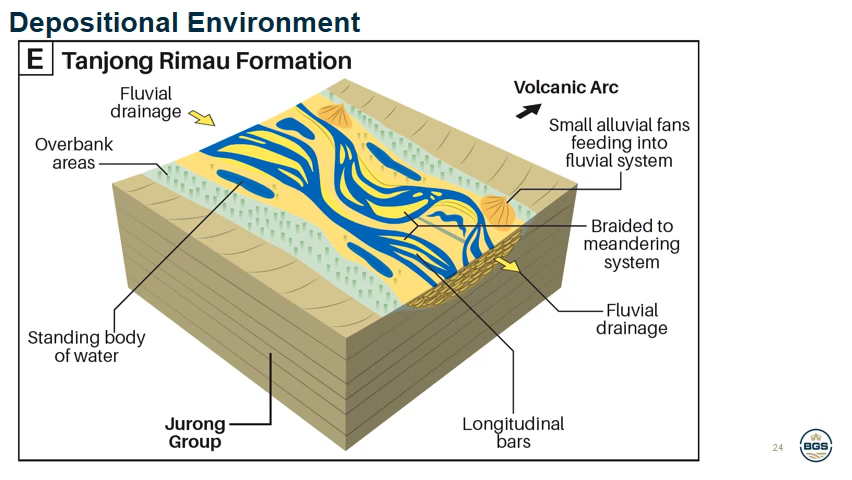 Depositional Environment
E Tanjong Rimau Formation
Fluvial
drainage
Volcanic Arc
Small alluvial fans
feeding into
fluvial system
Overbank
areas
Braided to
meandering
system
Fluvial
drainage
Standing body
of water
Jurong
Group
Longitudinal
bars
24
BGS